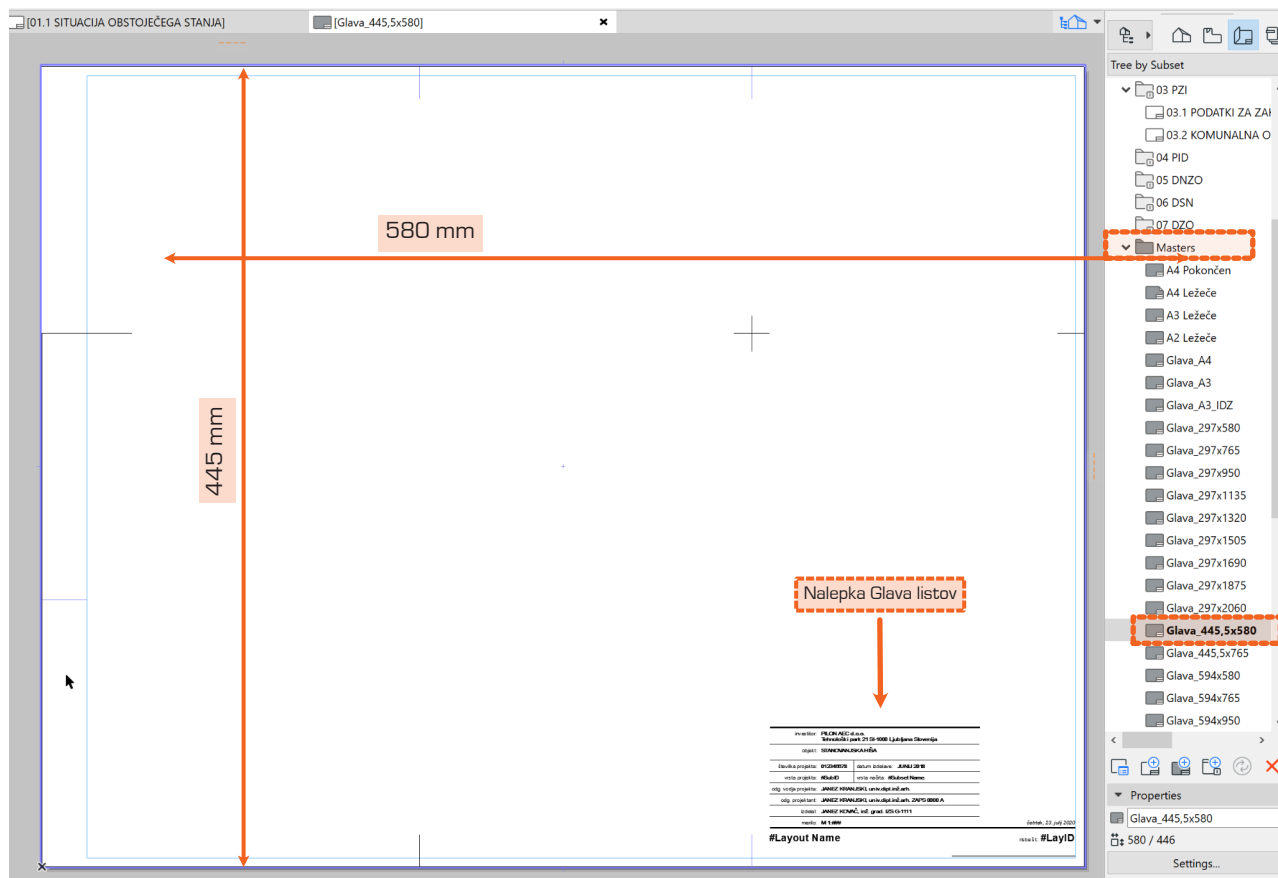 [01.1 SITUACIJA OBSTOJEČEGA STANJA]
[Glava_445,5x580]
Tree by Subset
03 PZI
03.1 PODATKI ZA ZAH
03.2 KOMUNALNA O
04 PID
05 DNZO
06 DSN
07 DZO
Masters
A4 Pokončen
A4 Ležeče
A3 Ležeče
A2 Ležeče
Glava_A4
Glava_A3
Glava_A3_IDZ
Glava_297x580
Glava_297x765
Glava_297x950
Glava_297x1135
Glava_297x1320
Glava_297x1505
Glava_297x1690
Glava_297x1875
Glava_297x2060
Glava_445,5x580
Glava_445,5x765
Glava_594x580
Glava_594x765
Glava_594x950
Properties
Glava_445,5x580
580 / 446
Settings...
580 mm
445 mm
Nalepka Glava listov
investitor: PILON AEC d.o.o.
Tehnološki park 21 SI-1000 Ljubljana Slovenija
objekt: STANOVANJSKA HIŠA
številka projekta: 012345678 datum izdelave: JUNIJ 2018
vrsta projekta: #SubID vrsta načrta: #Subset Name
odg. vodja projekta: JANEZ KRANJSKI, univ.dipl.inž.arh.
odg. projektant: JANEZ KRANJSKI, univ.dipl.inž.arh. ZAPS 0000 A
izdelal: JANEZ KOVAČ, inž. grad. IZS G-1111
merilo: M 1:### četrtek, 23. julij 2020
#Layout Name #LayID